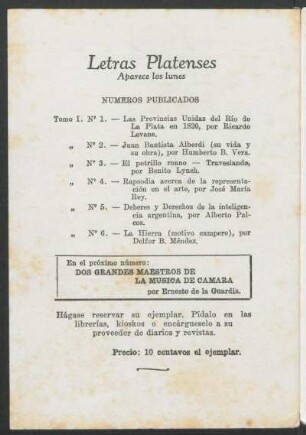 Letras Platenses
Aparece los lunes
NUMEROS PUBLICADOS
Tomo I. Nº 1. — Las Provincias Unidas del Río de
La Plata en 1820, por Ricardo
Levene.
„ Nº 2. — Juan Bautista Alberdi (su vida y
su obra), por Humberto B. Vera.
„ Nº 3. — El potrillo roano — Travesiando,
por Benito Lynch.
„ Nº 4. — Rapsodia acerca de la representa-
ción en el arte, por José María
Rey.
„ Nº 5. — Deberes y Derechos de la inteligen-
cia argentina, por Alberto Pal-
cos.
„ Nº 6. — La Hierra (motivo campero), por
Delfor B. Méndez.
En el próximo número:
DOS GRANDES MAESTROS DE
LA MUSICA DE CAMARA
por Ernesto de la Guardia.
Hágase reservar su ejemplar. Pídalo en las
librerías, kioskos o encárgueselo a su
proveedor de diarios y revistas.
Precio: 10 centavos el ejemplar.